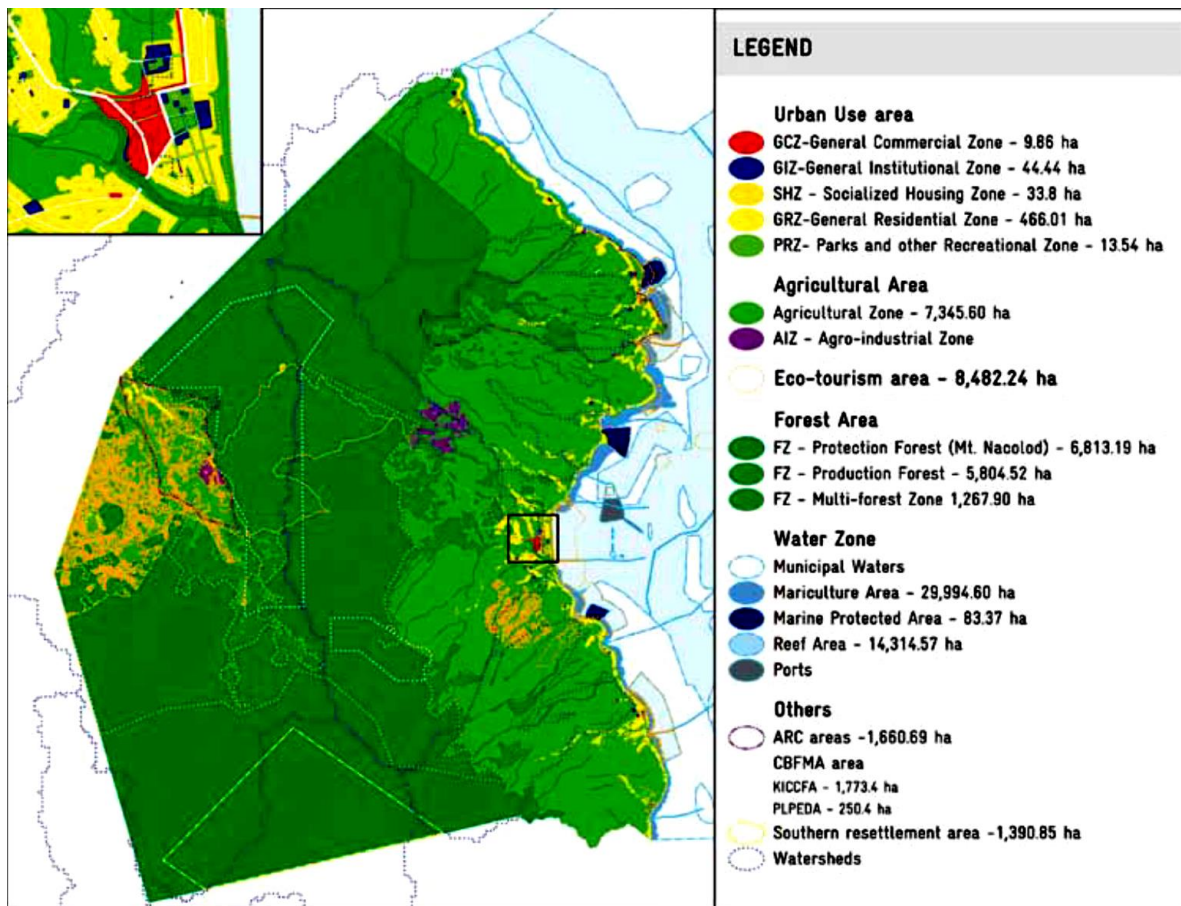 LEGEND
Urban Use area
GCZ-General Commercial Zone - 9.86 ha
GIZ-General Institutional Zone - 44.44 ha
SHZ - Socialized Housing Zone - 33.8 ha
GRZ-General Residential Zone - 466.01 ha
PRZ- Parks and other Recreational Zone - 13.54 ha
Agricultural Area
Agricultural Zone - 7,345.60 ha
AIZ - Agro-industrial Zone
Eco-tourism area - 8,482.24 ha
Forest Area
FZ - Protection Forest (Mt. Nacolod) - 6,813.19 ha
FZ - Production Forest - 5,804.52 ha
FZ - Multi-forest Zone 1,267.90 ha
Water Zone
Municipal Waters
Mariculture Area - 29,994.60 ha
Marine Protected Area - 83.37 ha
Reef Area - 14,314.57 ha
Ports
Others
ARC areas -1,660.69 ha
CBFMA area
KICCFA - 1,773.4 ha
PLPEDA - 250.4 ha
Southern resettlement area -1,390.85 ha
Watersheds